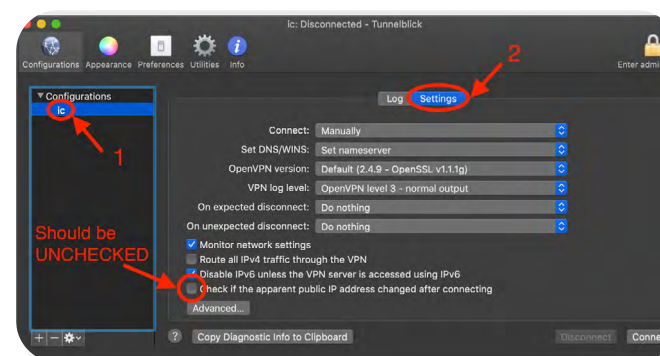 ic: Disconnected - Tunnelblick
Configurations Appearance Preferences Utilities Info
Enter admi
2
▼ Configurations
ic
1
Should be
UNCHECKED
Log Settings
Connect: Manually
Set DNS/WINS: Set nameserver
OpenVPN version: Default (2.4.9 - OpenSSL v1.1.1g)
VPN log level: OpenVPN level 3 - normal output
On expected disconnect: Do nothing
On unexpected disconnect: Do nothing
Monitor network settings
Route all IPv4 traffic through the VPN
Disable IPv6 unless the VPN server is accessed using IPv6
Check if the apparent public IP address changed after connecting
Advanced...
+ −
? Copy Diagnostic Info to Clipboard
Disconnect Conne